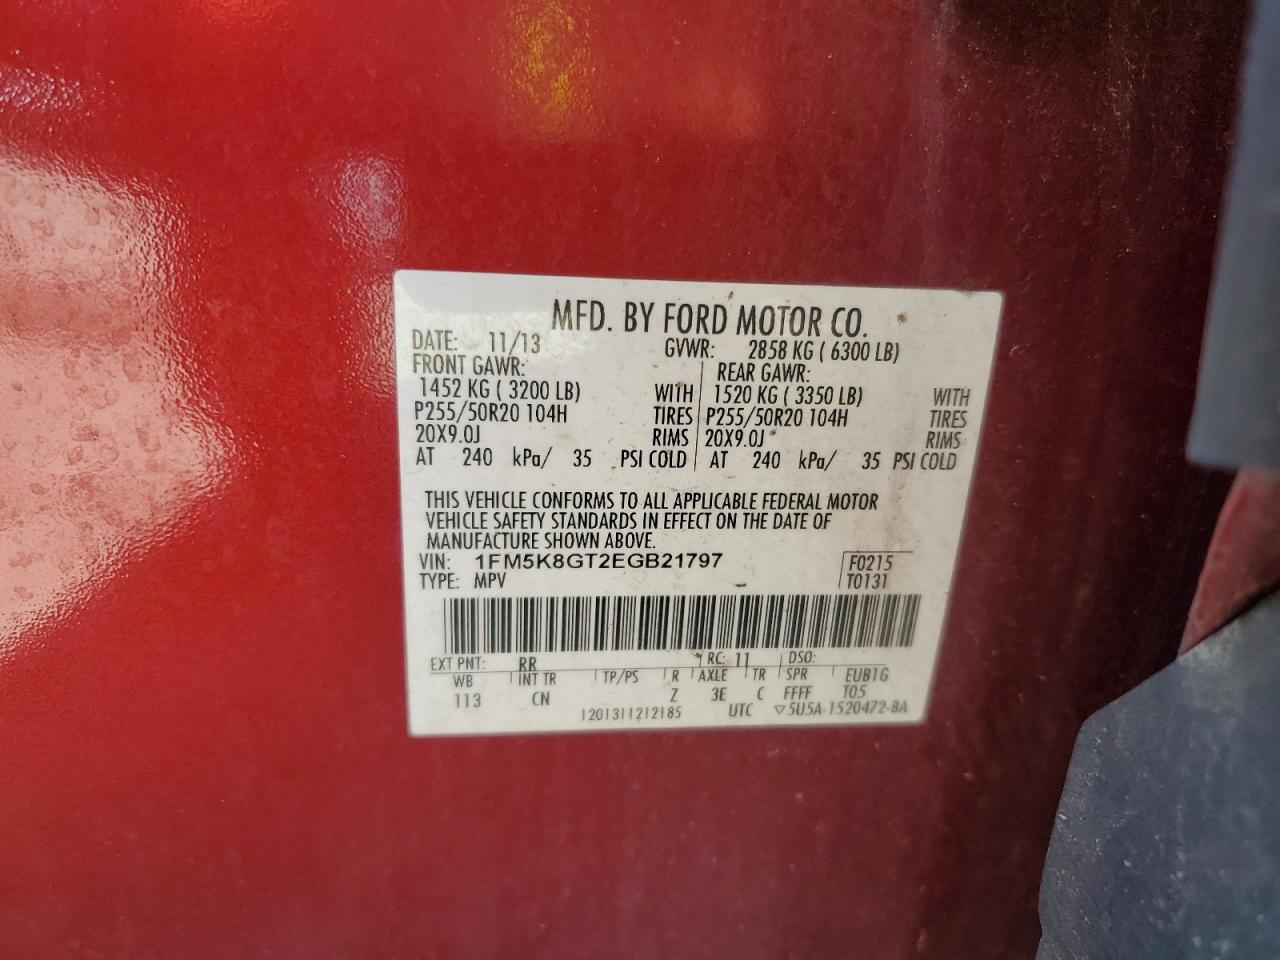 MFD. BY FORD MOTOR CO.
DATE: 11/13 GVWR: 2858 KG ( 6300 LB)
FRONT GAWR: REAR GAWR:
1452 KG ( 3200 LB) WITH 1520 KG ( 3350 LB) WITH
P255/50R20 104H TIRES P255/50R20 104H TIRES
20X9.0J RIMS 20X9.0J RIMS
AT 240 kPa/ 35 PSI COLD AT 240 kPa/ 35 PSI COLD
THIS VEHICLE CONFORMS TO ALL APPLICABLE FEDERAL MOTOR
VEHICLE SAFETY STANDARDS IN EFFECT ON THE DATE OF
MANUFACTURE SHOWN ABOVE.
VIN: 1FM5K8GT2EGB21797 F0215
TYPE: MPV T0131
EXT PNT: RR RC: 11 DSO:
WB INT TR TP/PS R AXLE TR SPR EUB1G
113 CN Z 3E C FFFF T05
1201311212185 UTC ▽5U5A-1520472-BA